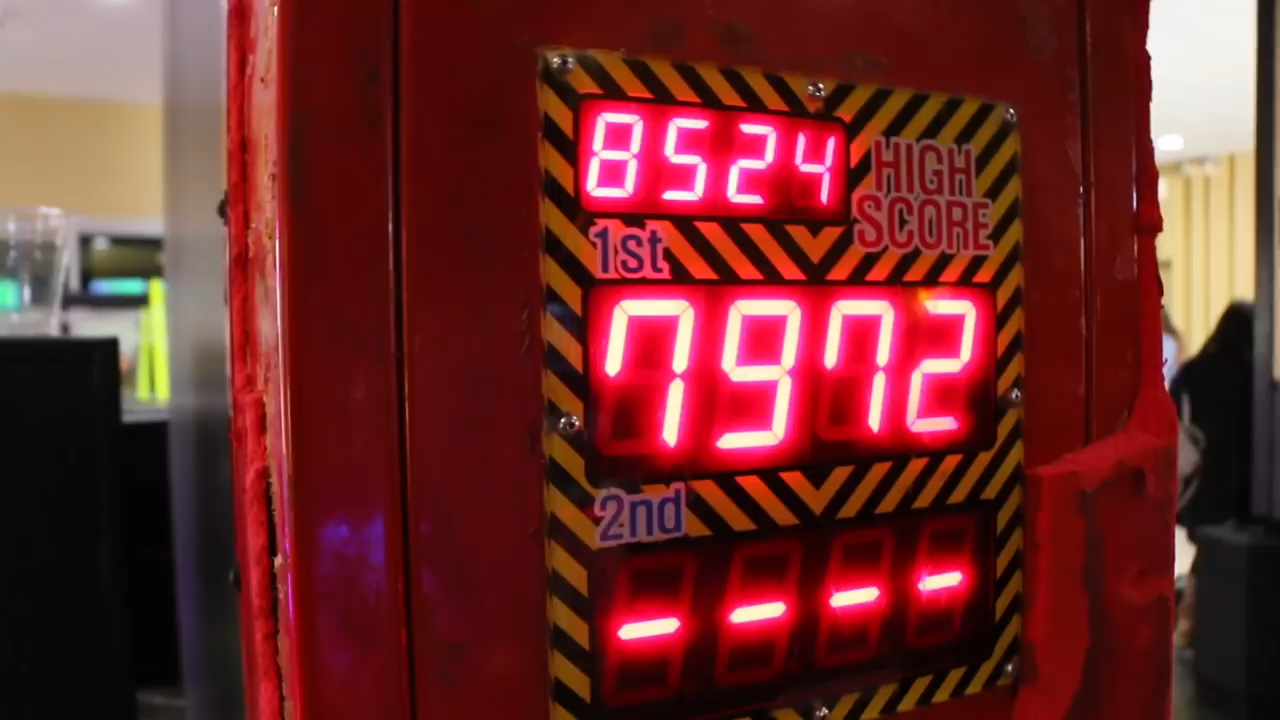 8524
HIGH
SCORE
1st
7972
2nd
----